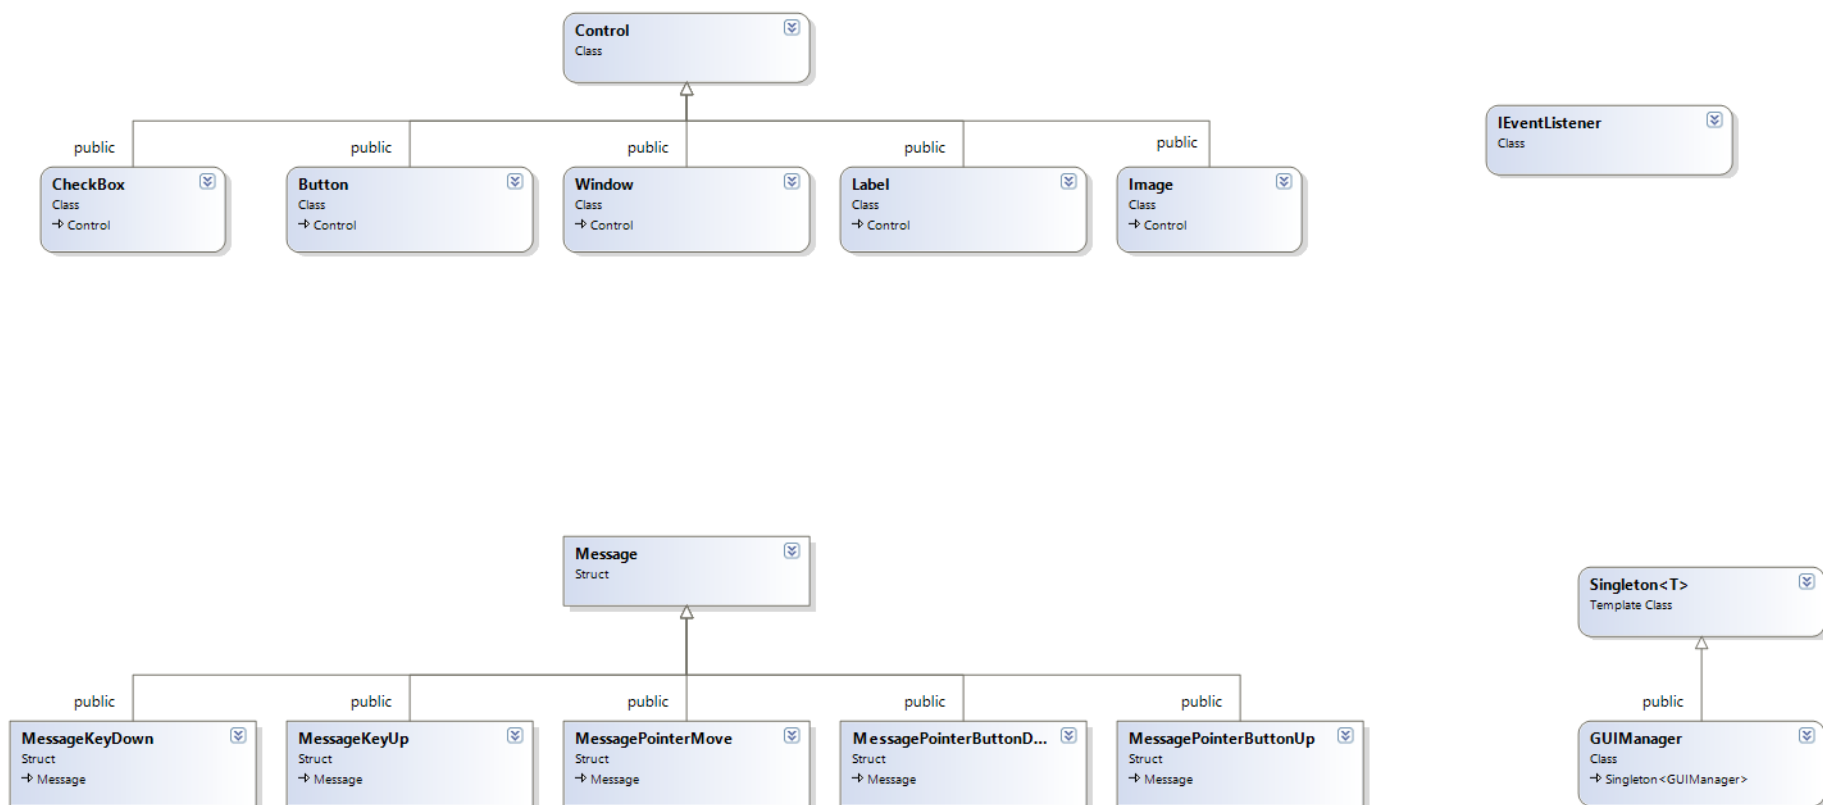 Control
Class
public
public
public
public
public
CheckBox
Class
Control
Button
Class
Control
Window
Class
Control
Label
Class
Control
Image
Class
Control
IEventListener
Class
Message
Struct
public
public
public
public
public
MessageKeyDown
Struct
Message
MessageKeyUp
Struct
Message
MessagePointerMove
Struct
Message
MessagePointerButtonD...
Struct
Message
MessagePointerButtonUp
Struct
Message
Singleton<T>
Template Class
public
GUIManager
Class
Singleton<GUIManager>